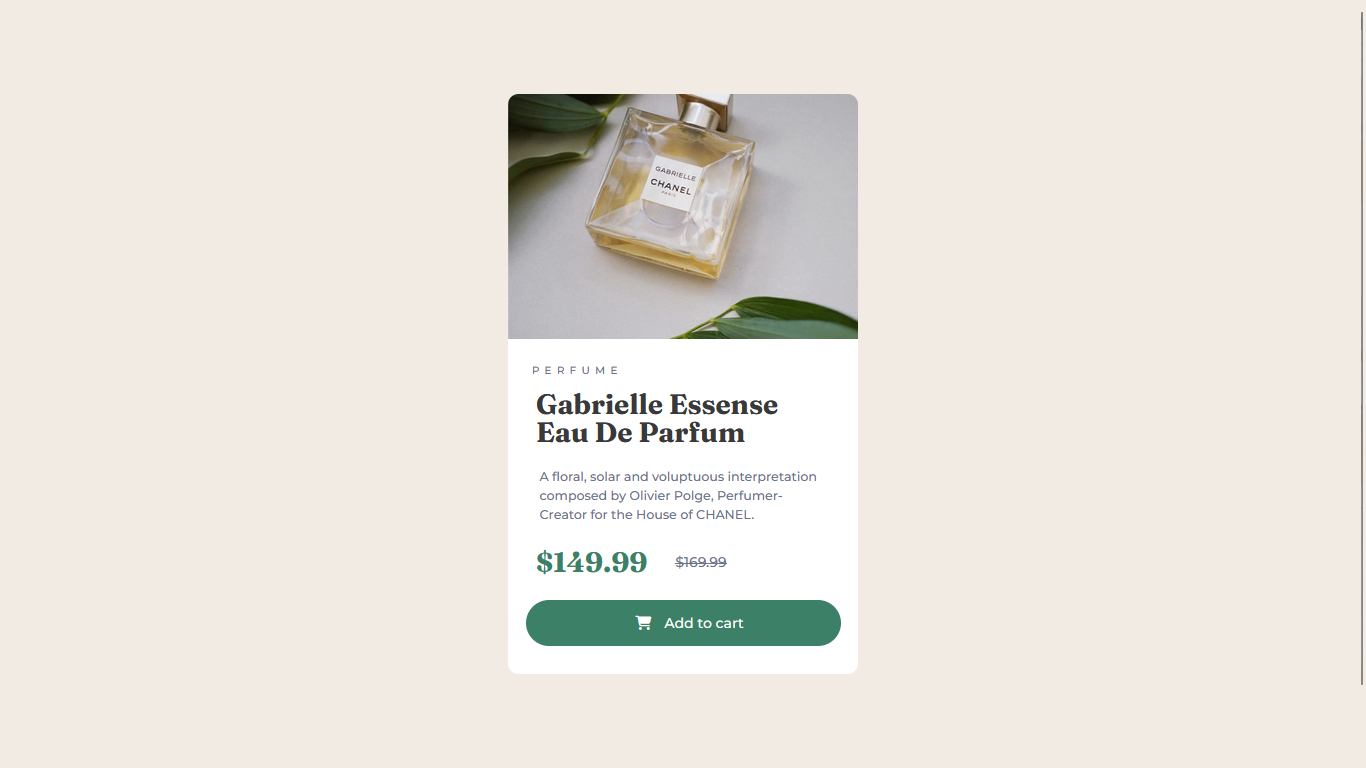 GABRIELLE
CHANEL
PARIS
PERFUME
Gabrielle Essense
Eau De Parfum
A floral, solar and voluptuous interpretation
composed by Olivier Polge, Perfumer-
Creator for the House of CHANEL.
$149.99 $169.99
Add to cart